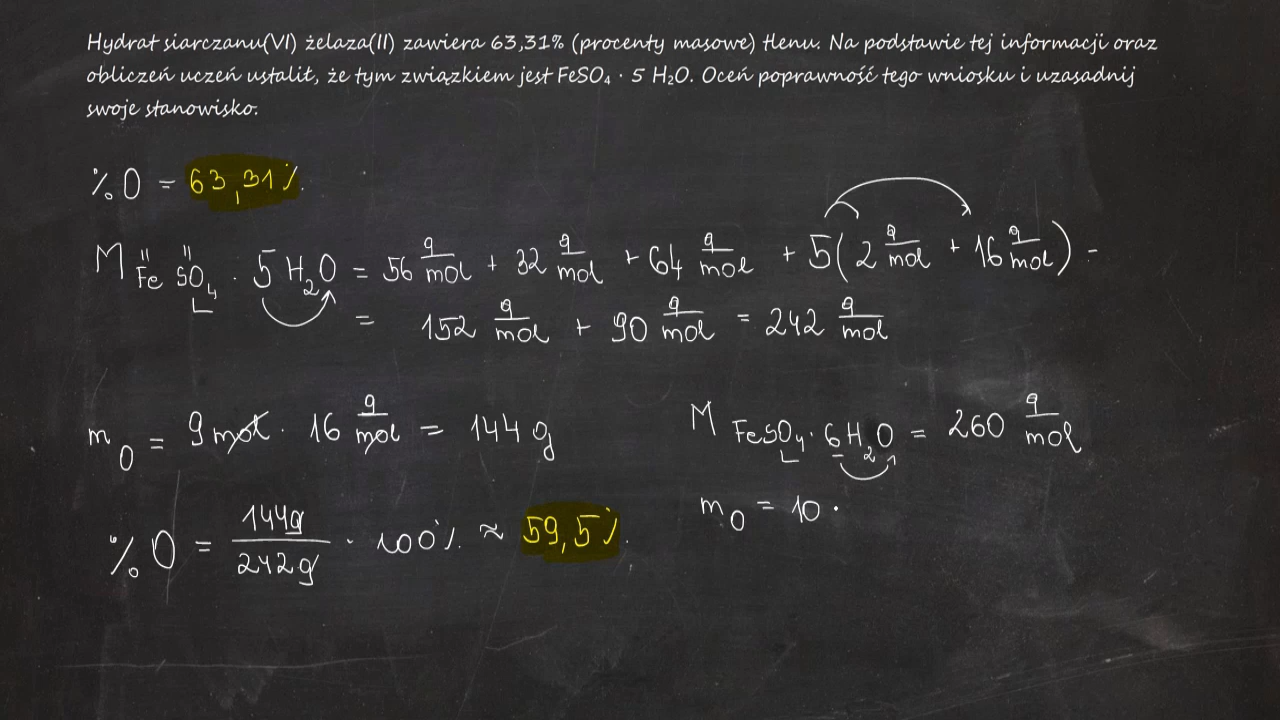 Hydrat siarczanu(VI) żelaza(II) zawiera 63,31% (procenty masowe) tlenu. Na podstawie tej informacji oraz
obliczeń uczeń ustalił, że tym związkiem jest FeSO₄ · 5 H₂O. Oceń poprawność tego wniosku i uzasadnij
swoje stanowisko.
% O = 63,31%
M FeSO₄ · 5 H₂O = 56 g/mol + 32 g/mol + 64 g/mol + 5(2 g/mol + 16 g/mol) =
= 152 g/mol + 90 g/mol = 242 g/mol
m O = 9 mol · 16 g/mol = 144 g
M FeSO₄ · 6 H₂O = 260 g/mol
m O = 10 ·
% O = 144g/242g · 100% ≈ 59,5%